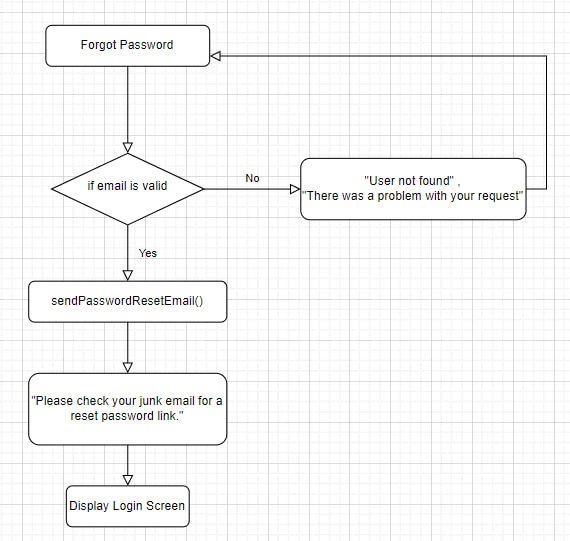 Forgot Password
if email is valid
No
"User not found" ,
"There was a problem with your request"
Yes
sendPasswordResetEmail()
"Please check your junk email for a
reset password link."
Display Login Screen